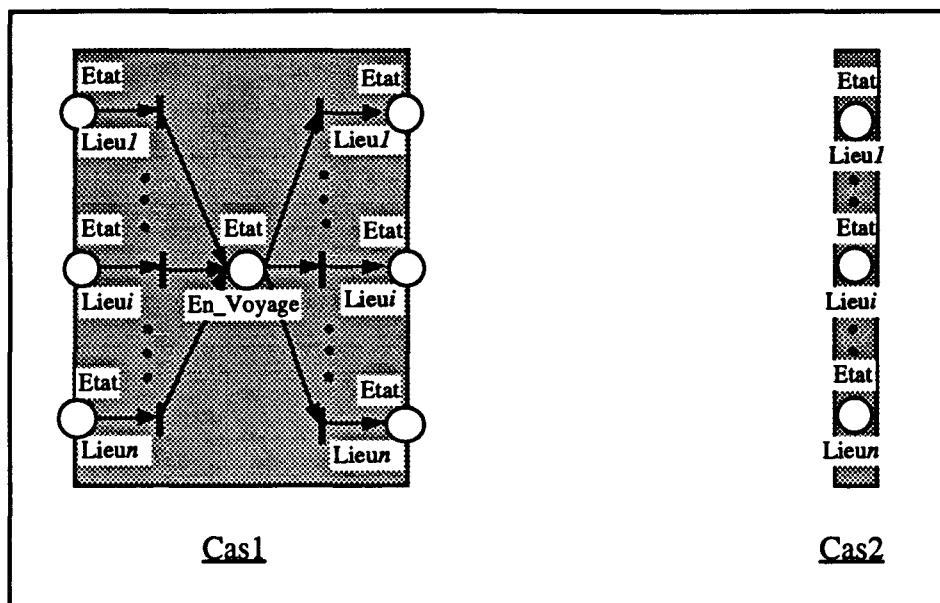 Etat
Etat
Etat
Lieu1
Lieu1
Lieu1
Etat
Etat
Etat
Etat
Lieui
En_Voyage
Lieui
Lieui
Etat
Etat
Etat
Lieun
Lieun
Lieun
Cas1
Cas2